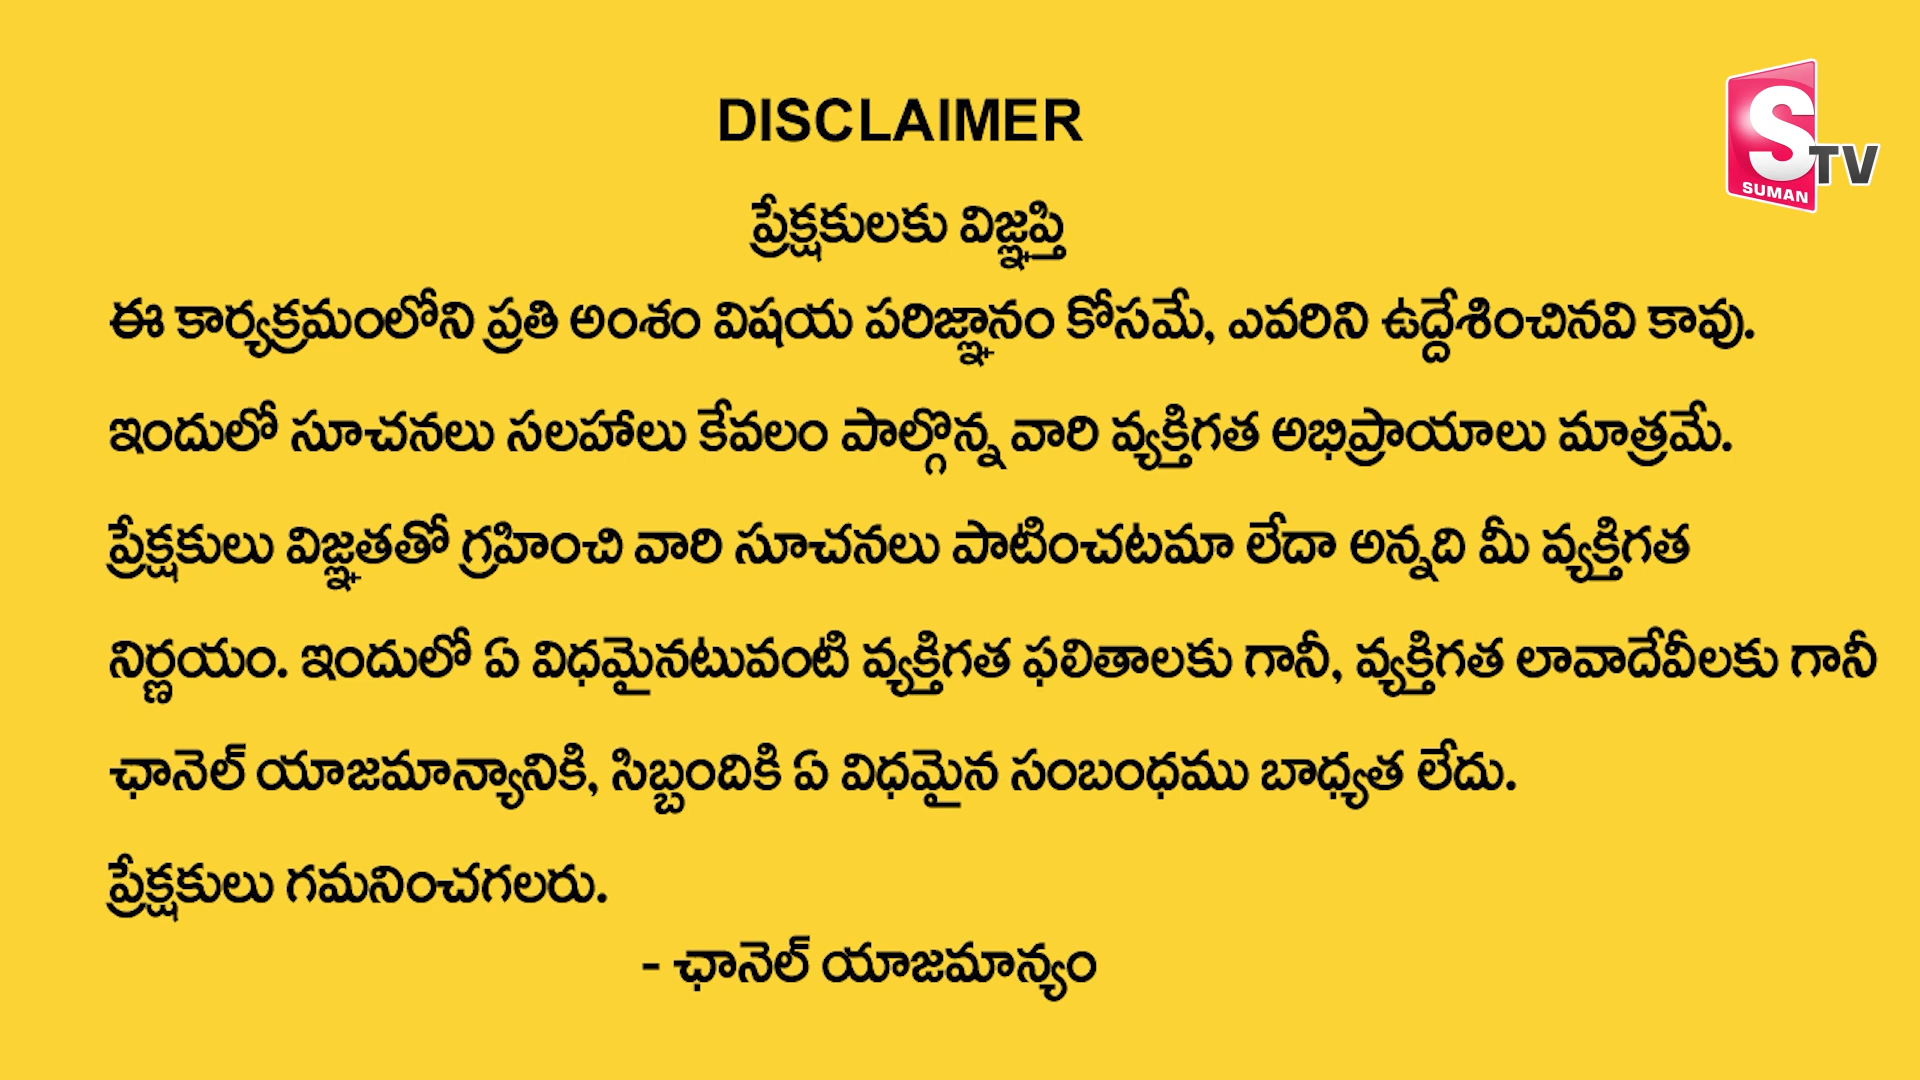 DISCLAIMER
S TV
SUMAN
ప్రేక్షకులకు విజ్ఞప్తి
ఈ కార్యక్రమంలోని ప్రతి అంశం విషయ పరిజ్ఞానం కోసమే, ఎవరిని ఉద్దేశించినవి కావు.
ఇందులో సూచనలు సలహాలు కేవలం పాల్గొన్న వారి వ్యక్తిగత అభిప్రాయాలు మాత్రమే.
ప్రేక్షకులు విజ్ఞతతో గ్రహించి వారి సూచనలు పాటించటమా లేదా అన్నది మీ వ్యక్తిగత
నిర్ణయం. ఇందులో ఏ విధమైనటువంటి వ్యక్తిగత ఫలితాలకు గానీ, వ్యక్తిగత లావాదేవీలకు గానీ
ఛానెల్ యాజమాన్యానికి, సిబ్బందికి ఏ విధమైన సంబంధము బాధ్యత లేదు.
ప్రేక్షకులు గమనించగలరు.
- ఛానెల్ యాజమాన్యం